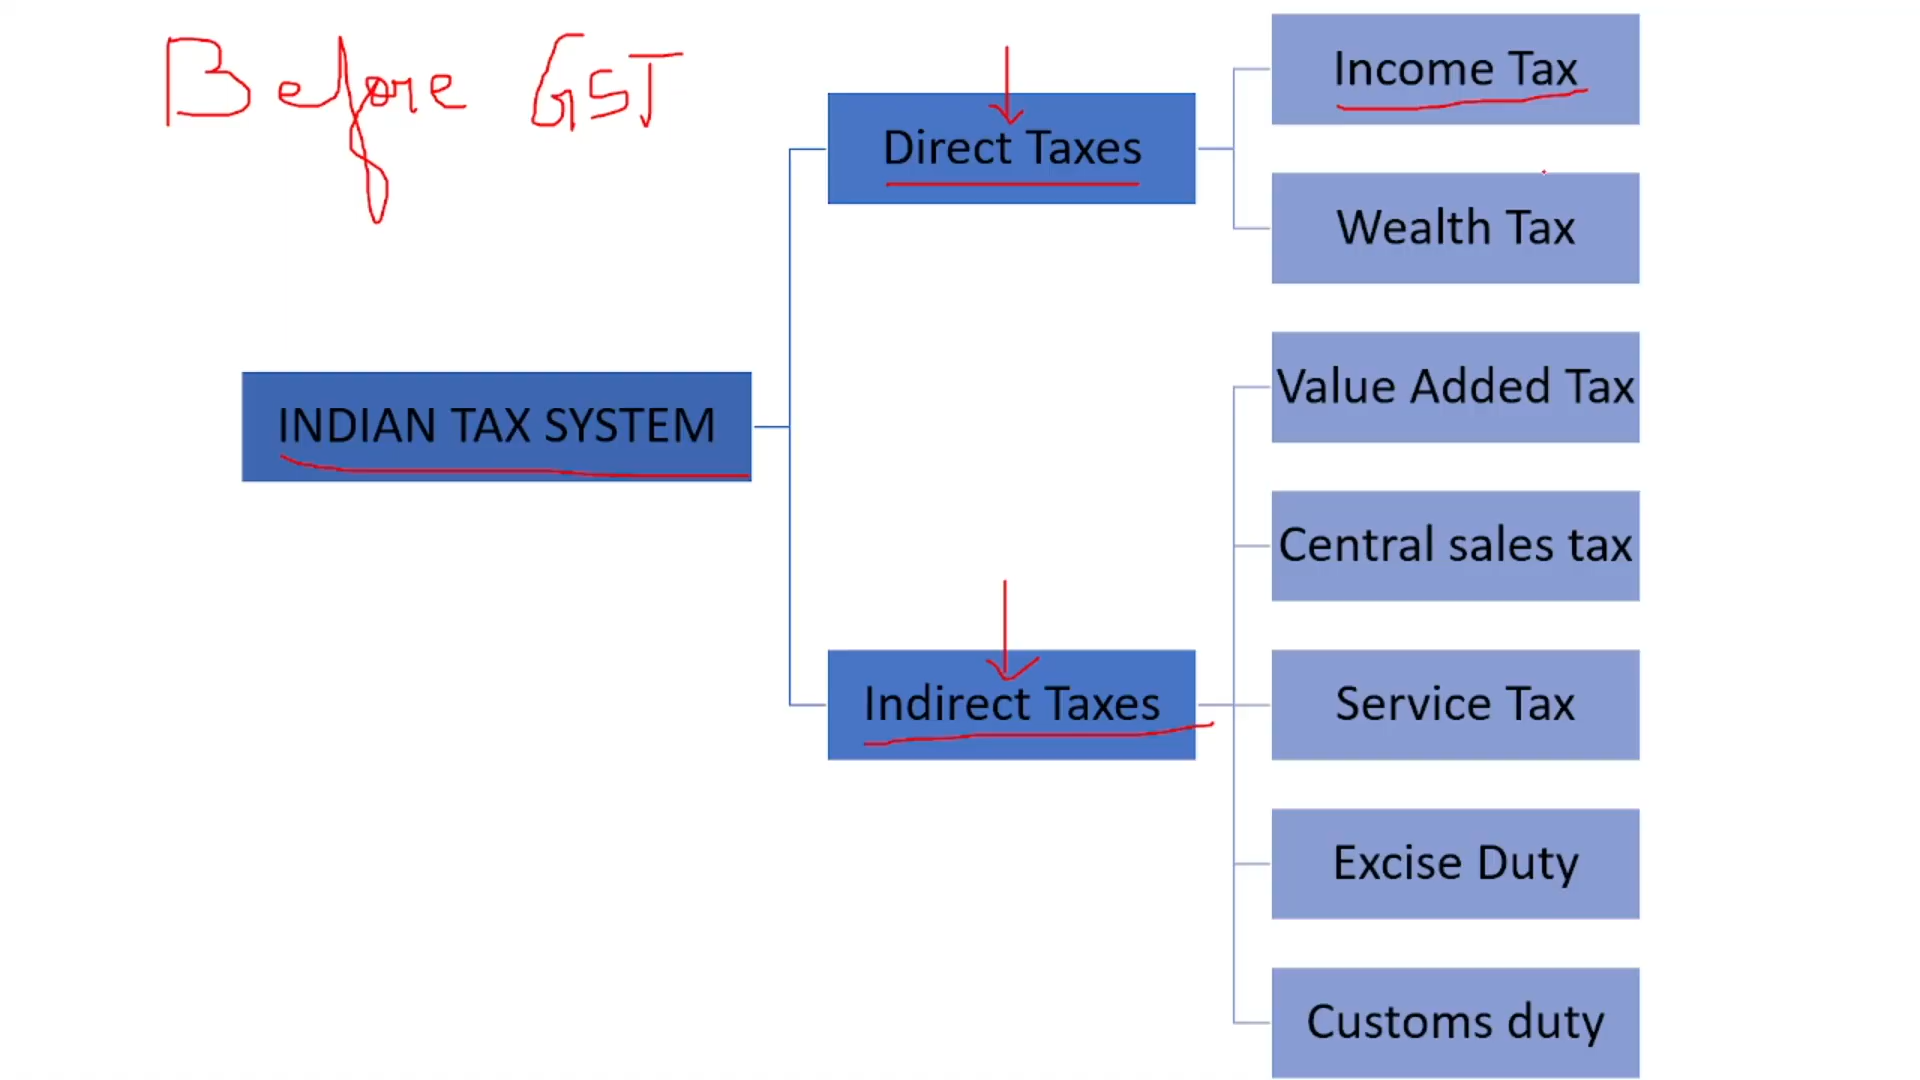 Before GST
INDIAN TAX SYSTEM
Direct Taxes
Income Tax
Wealth Tax
Indirect Taxes
Value Added Tax
Central sales tax
Service Tax
Excise Duty
Customs duty